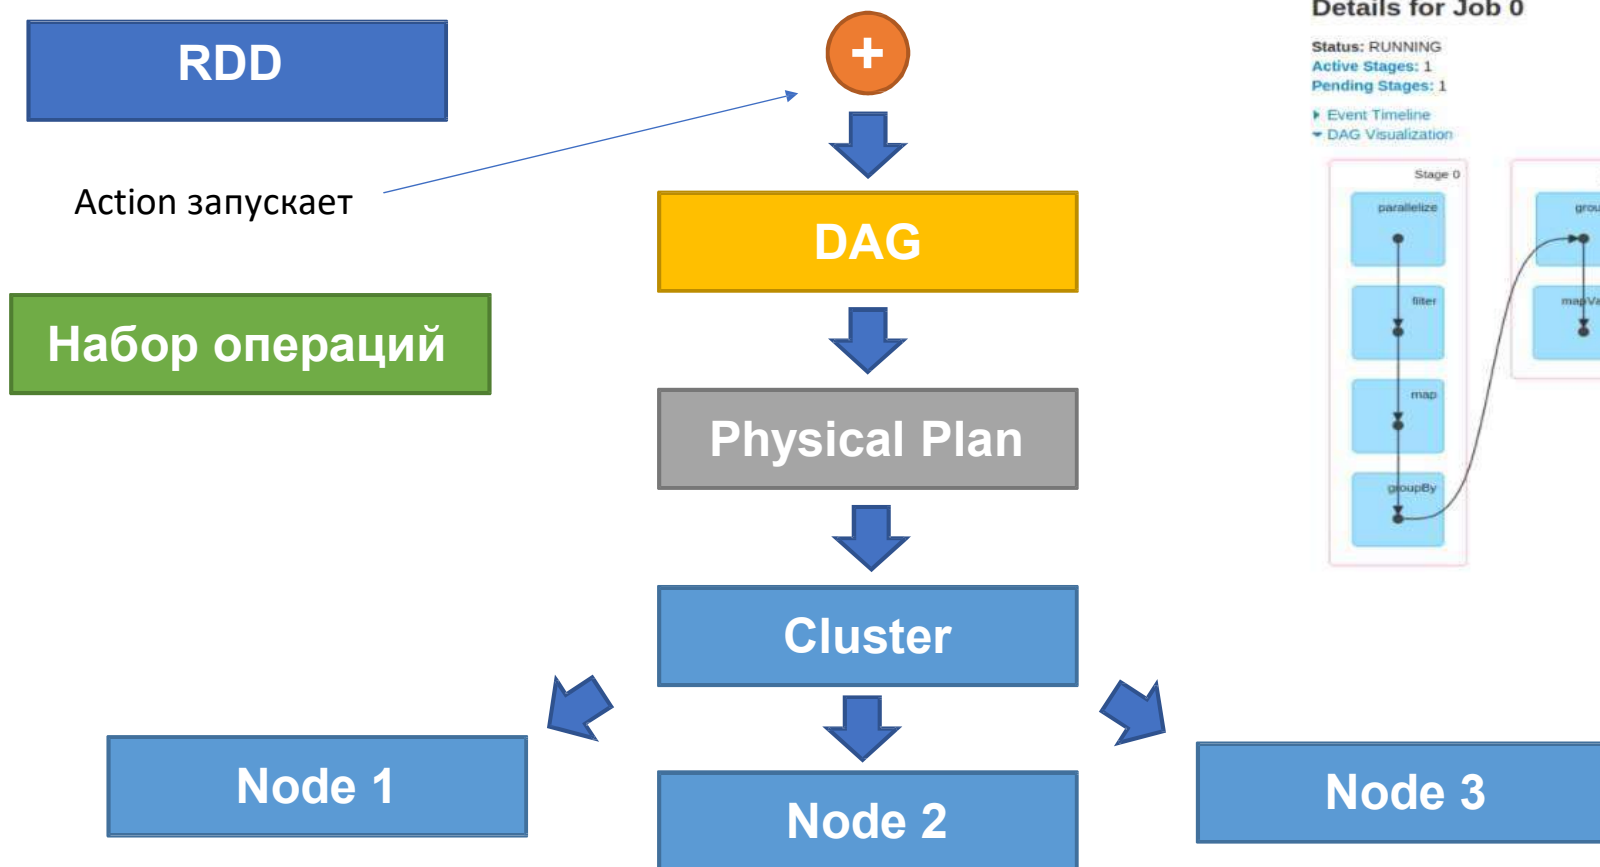 RDD
+
Action запускает
DAG
Набор операций
Physical Plan
Cluster
Node 1
Node 2
Node 3
Details for Job 0
Status: RUNNING
Active Stages: 1
Pending Stages: 1
Event Timeline
DAG Visualization
Stage 0
parallelize
filter
map
groupBy